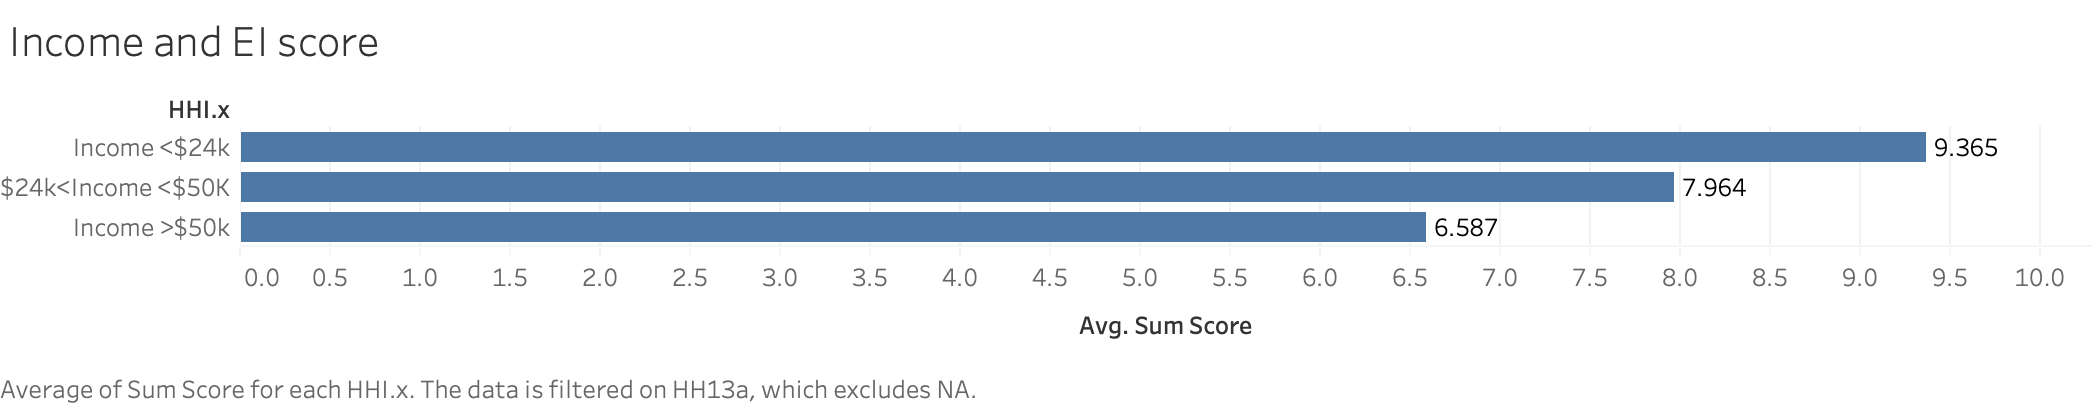 Income and EI score
HHI.x
Income <$24k 9.365
$24k<Income <$50K 7.964
Income >$50k 6.587
0.0 0.5 1.0 1.5 2.0 2.5 3.0 3.5 4.0 4.5 5.0 5.5 6.0 6.5 7.0 7.5 8.0 8.5 9.0 9.5 10.0
Avg. Sum Score
Average of Sum Score for each HHI.x. The data is filtered on HH13a, which excludes NA.